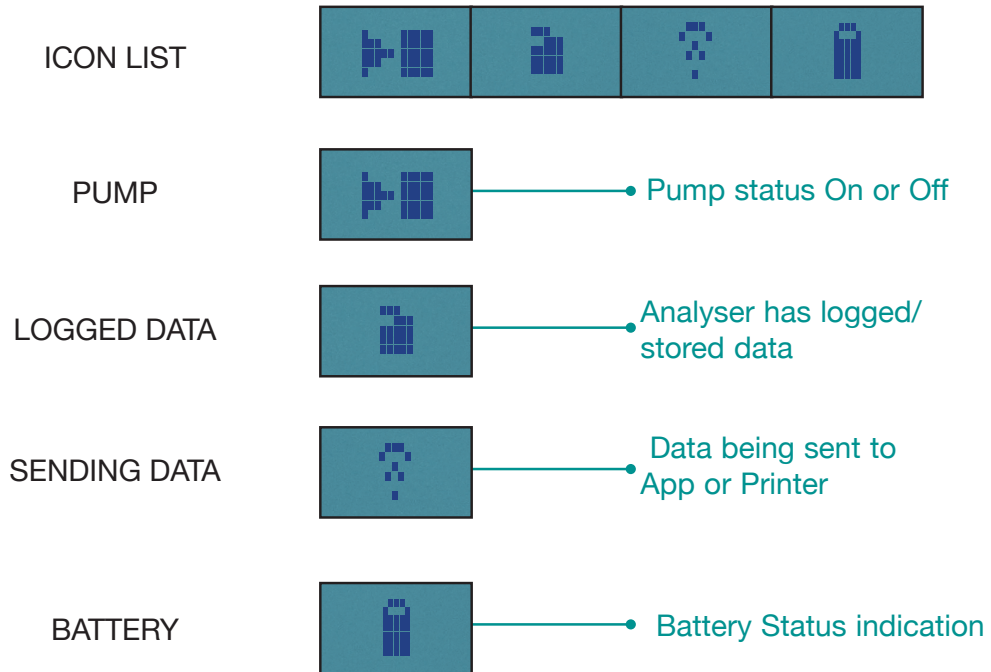 ICON LIST
PUMP
Pump status On or Off
LOGGED DATA
Analyser has logged/
stored data
SENDING DATA
Data being sent to
App or Printer
BATTERY
Battery Status indication